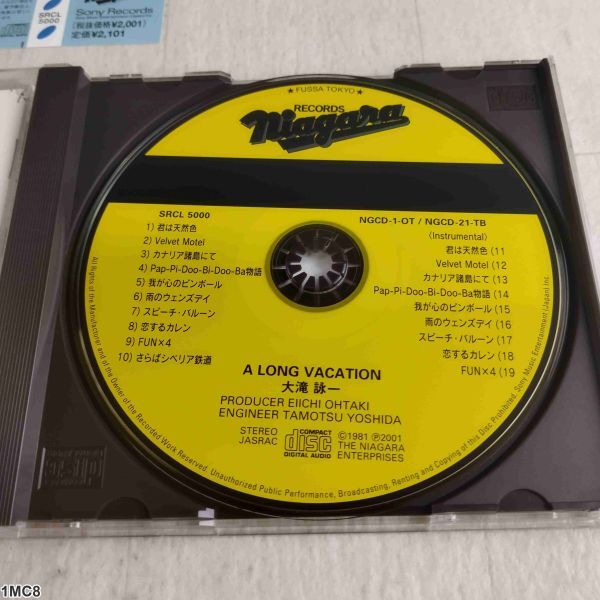 SRCL
5000
Sony Records
(税抜価格¥2,001)
定価¥2,101
★ FUSSA TOKYO ★
RECORDS
Niagara
SRCL 5000
1) 君は天然色
2) Velvet Motel
3) カナリア諸島にて
4) Pap-Pi-Doo-Bi-Doo-Ba物語
5) 我が心のピンボール
6) 雨のウェンズデイ
7) スピーチ・バルーン
8) 恋するカレン
9) FUN×4
10) さらばシベリア鉄道
NGCD-1-OT / NGCD-21-TB
〈Instrumental〉
君は天然色 (11
Velvet Motel (12
カナリア諸島にて (13
Pap-Pi-Doo-Bi-Doo-Ba物語 (14
我が心のピンボール (15
雨のウェンズデイ (16
スピーチ・バルーン (17
恋するカレン (18
FUN×4 (19
A LONG VACATION
大滝 詠一
PRODUCER EIICHI OHTAKI
ENGINEER TAMOTSU YOSHIDA
STEREO
JASRAC
COMPACT
disc
DIGITAL AUDIO
©1981 ℗2001
THE NIAGARA
ENTERPRISES
All Rights of the Manufacturer and of the Owner of the Recorded Work Reserved. Unauthorized Public Performance, Broadcasting, Renting and Copying of this Disc Prohibited. Sony Music Entertainment (Japan) Inc.
1MC8